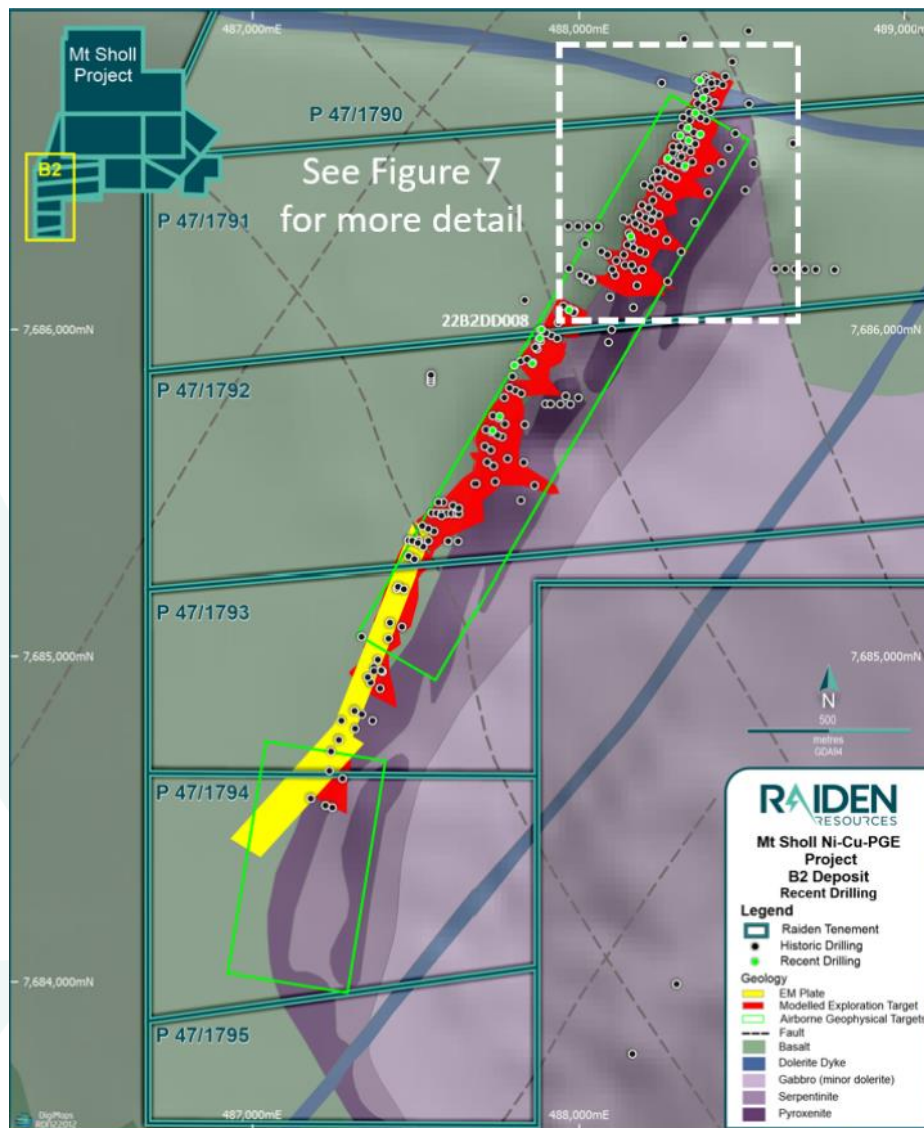 487,000mE
488,000mE
489,000m
Mt Sholl
Project
B2
P 47/1790
See Figure 7
for more detail
P 47/1791
22B2DD008
7,686,000mN
7,686,000mN
P 47/1792
P 47/1793
7,685,000mN
7,685,000mN
N
500
metres
GDA94
P 47/1794
7,684,000mN
P 47/1795
RAIDEN
RESOURCES
Mt Sholl Ni-Cu-PGE
Project
B2 Deposit
Recent Drilling
Legend
Raiden Tenement
Historic Drilling
Recent Drilling
Geology
EM Plate
Modelled Exploration Target
Airborne Geophysical Targets
Fault
Basalt
Dolerite Dyke
Gabbro (minor dolerite)
Serpentinite
Pyroxenite
DigiMaps
487,000mE
488,000mE